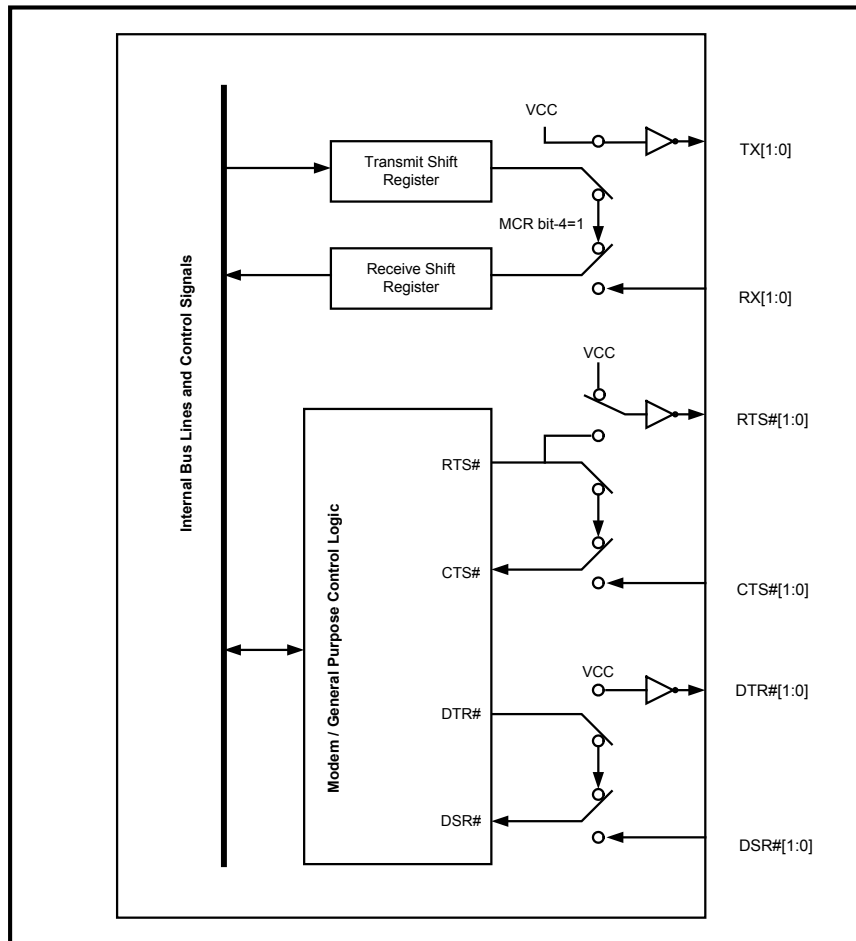 VCC
TX[1:0]
Transmit Shift
Register
MCR bit-4=1
Receive Shift
Register
RX[1:0]
Internal Bus Lines and Control Signals
VCC
RTS#[1:0]
RTS#
CTS#
CTS#[1:0]
Modem / General Purpose Control Logic
VCC
DTR#[1:0]
DTR#
DSR#
DSR#[1:0]